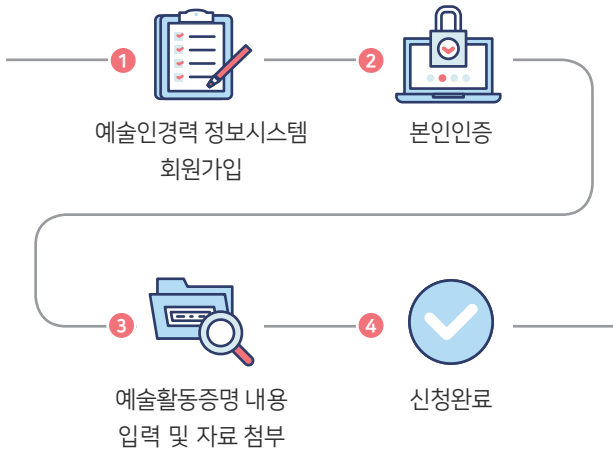 1
예술인경력 정보시스템
회원가입
2
본인인증
3
예술활동증명 내용
입력 및 자료 첨부
4
신청완료